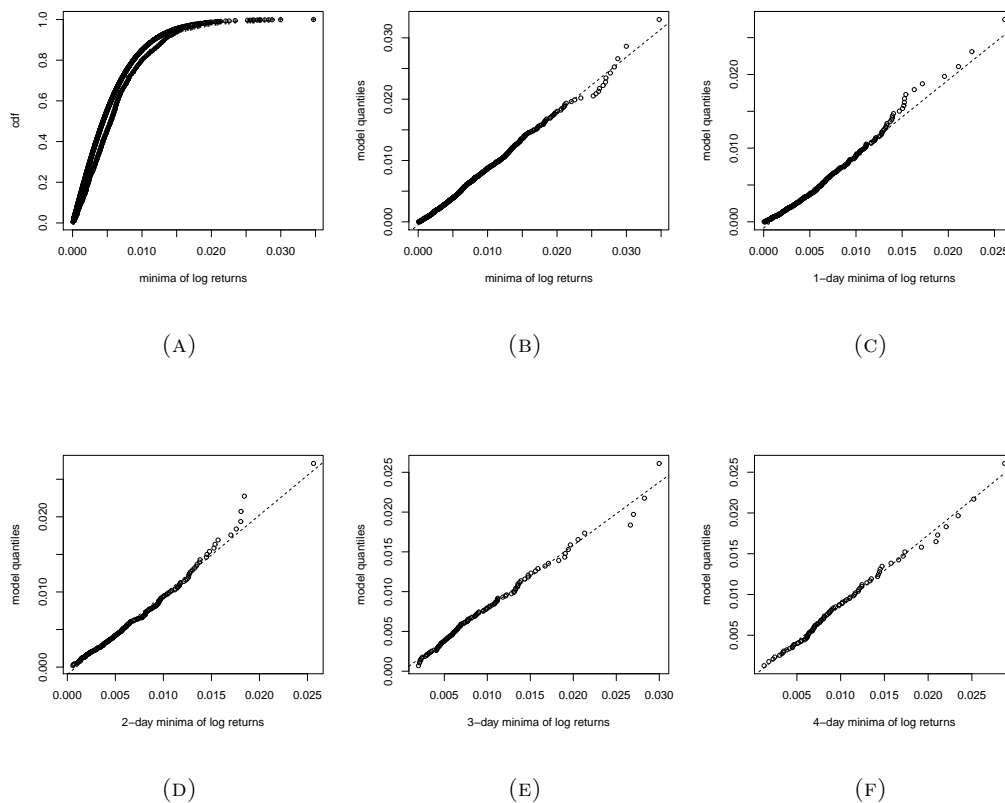 cdf
0.0 0.2 0.4 0.6 0.8 1.0
0.000 0.010 0.020 0.030
minima of log returns
(A)
model quantiles
0.000 0.010 0.020 0.030
0.000 0.010 0.020 0.030
minima of log returns
(B)
model quantiles
0.000 0.010 0.020
0.000 0.005 0.010 0.015 0.020 0.025
1−day minima of log returns
(C)
model quantiles
0.000 0.010 0.020
0.000 0.005 0.010 0.015 0.020 0.025
2−day minima of log returns
(D)
model quantiles
0.000 0.005 0.010 0.015 0.020 0.025
0.005 0.010 0.015 0.020 0.025 0.030
3−day minima of log returns
(E)
model quantiles
0.005 0.010 0.015 0.020 0.025
0.005 0.010 0.015 0.020 0.025
4−day minima of log returns
(F)